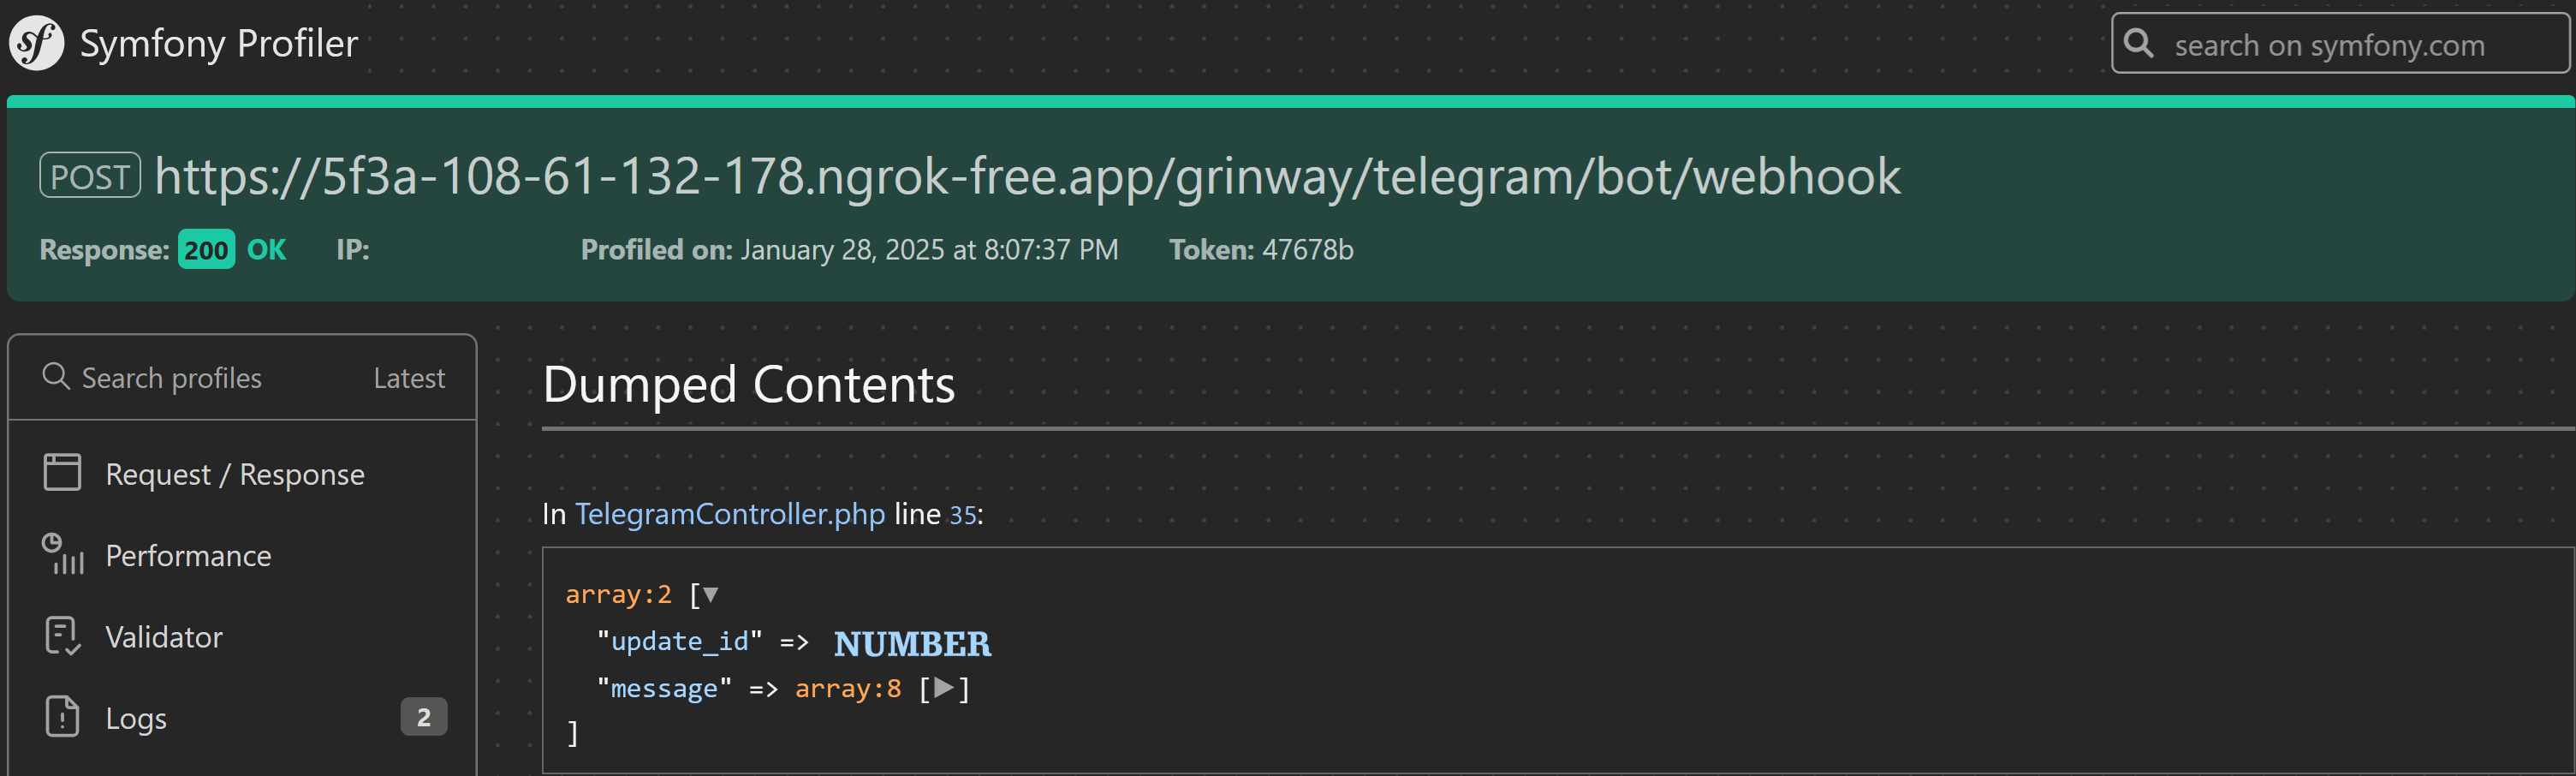 sf Symfony Profiler
search on symfony.com
POST https://5f3a-108-61-132-178.ngrok-free.app/grinway/telegram/bot/webhook
Response: 200 OK IP: Profiled on: January 28, 2025 at 8:07:37 PM Token: 47678b
Search profiles Latest
Request / Response
Performance
Validator
Logs 2
Dumped Contents
In TelegramController.php line 35:
array:2 [▼
"update_id" => NUMBER
"message" => array:8 [▶]
]